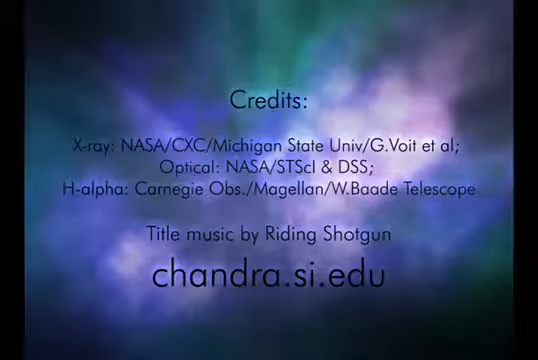 Credits:
X-ray: NASA/CXC/Michigan State Univ/G.Voit et al;
Optical: NASA/STScI & DSS;
H-alpha: Carnegie Obs./Magellan/W.Baade Telescope
Title music by Riding Shotgun
chandra.si.edu